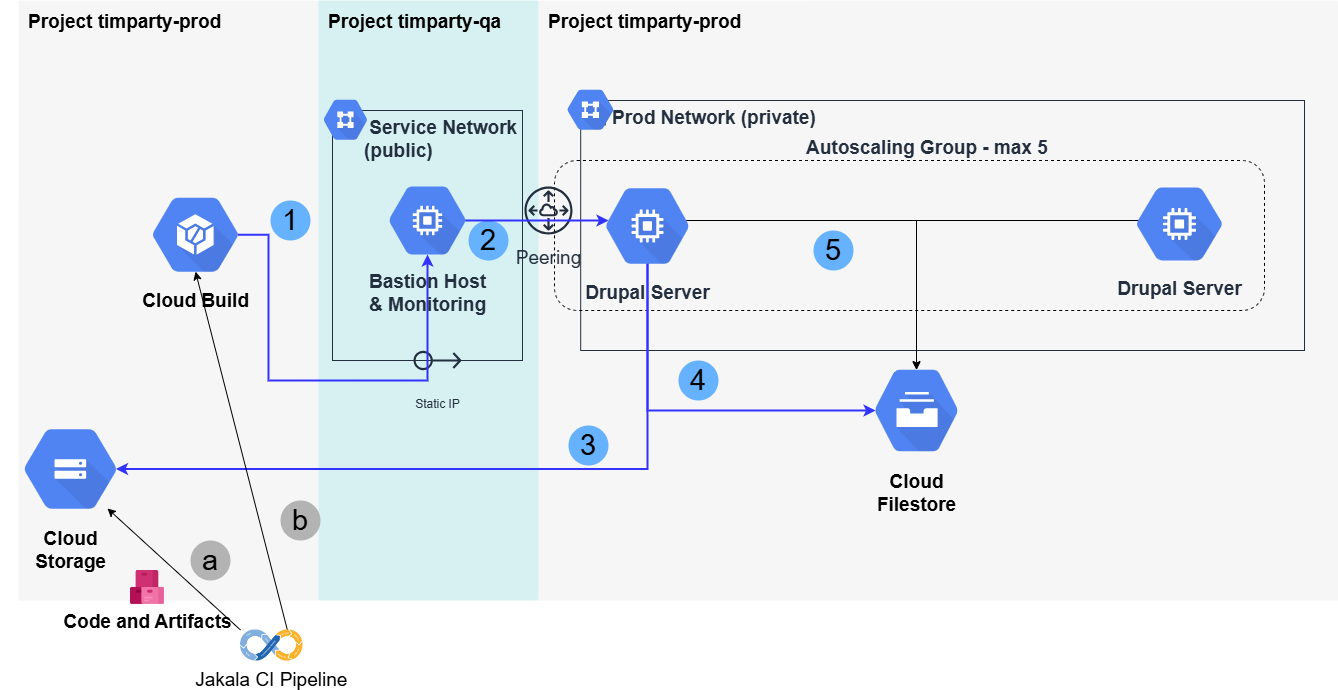 Project timparty-prod
Project timparty-qa
Project timparty-prod
Service Network
(public)
Prod Network (private)
Autoscaling Group - max 5
1
2
5
Peering
Cloud Build
Bastion Host
& Monitoring
Drupal Server
Drupal Server
4
Static IP
3
Cloud
Filestore
b
Cloud
Storage
a
Code and Artifacts
Jakala CI Pipeline